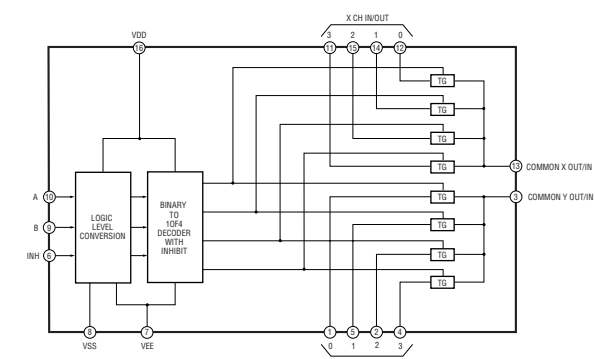 X CH IN/OUT
3 2 1 0
VDD
16
11 15 14 12
TG
TG
TG
TG
13 COMMON X OUT/IN
TG
3 COMMON Y OUT/IN
A 10
LOGIC
LEVEL
CONVERSION
BINARY
TO
1OF4
DECODER
WITH
INHIBIT
TG
B 9
TG
INH 6
TG
8 7
VSS VEE
1 5 2 4
0 1 2 3